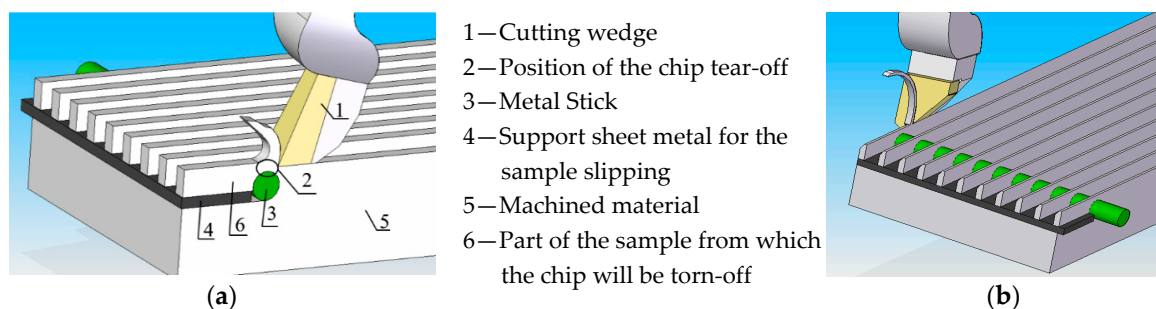 1—Cutting wedge
2—Position of the chip tear-off
3—Metal Stick
4—Support sheet metal for the
sample slipping
5—Machined material
6—Part of the sample from which
the chip will be torn-off
1
2
3
4
6
5
(a)
(b)